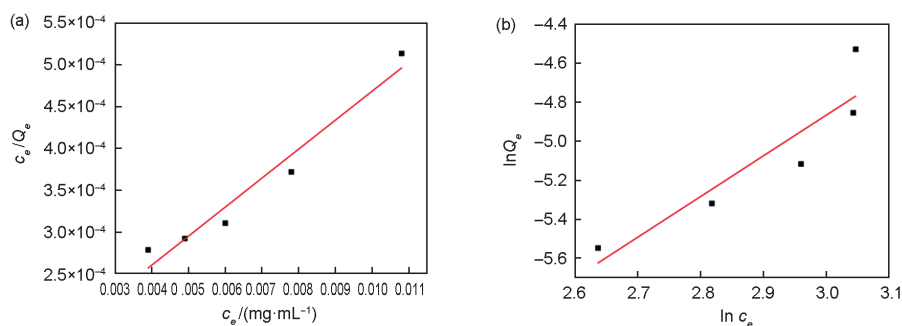 (a)
5.5×10⁻⁴
5.0×10⁻⁴
4.5×10⁻⁴
4.0×10⁻⁴
3.5×10⁻⁴
3.0×10⁻⁴
2.5×10⁻⁴
cₑ/Qₑ
0.003 0.004 0.005 0.006 0.007 0.008 0.009 0.010 0.011
cₑ/(mg·mL⁻¹)
(b)
−4.4
−4.6
−4.8
−5.0
−5.2
−5.4
−5.6
lnQₑ
2.6 2.7 2.8 2.9 3.0 3.1
ln cₑ